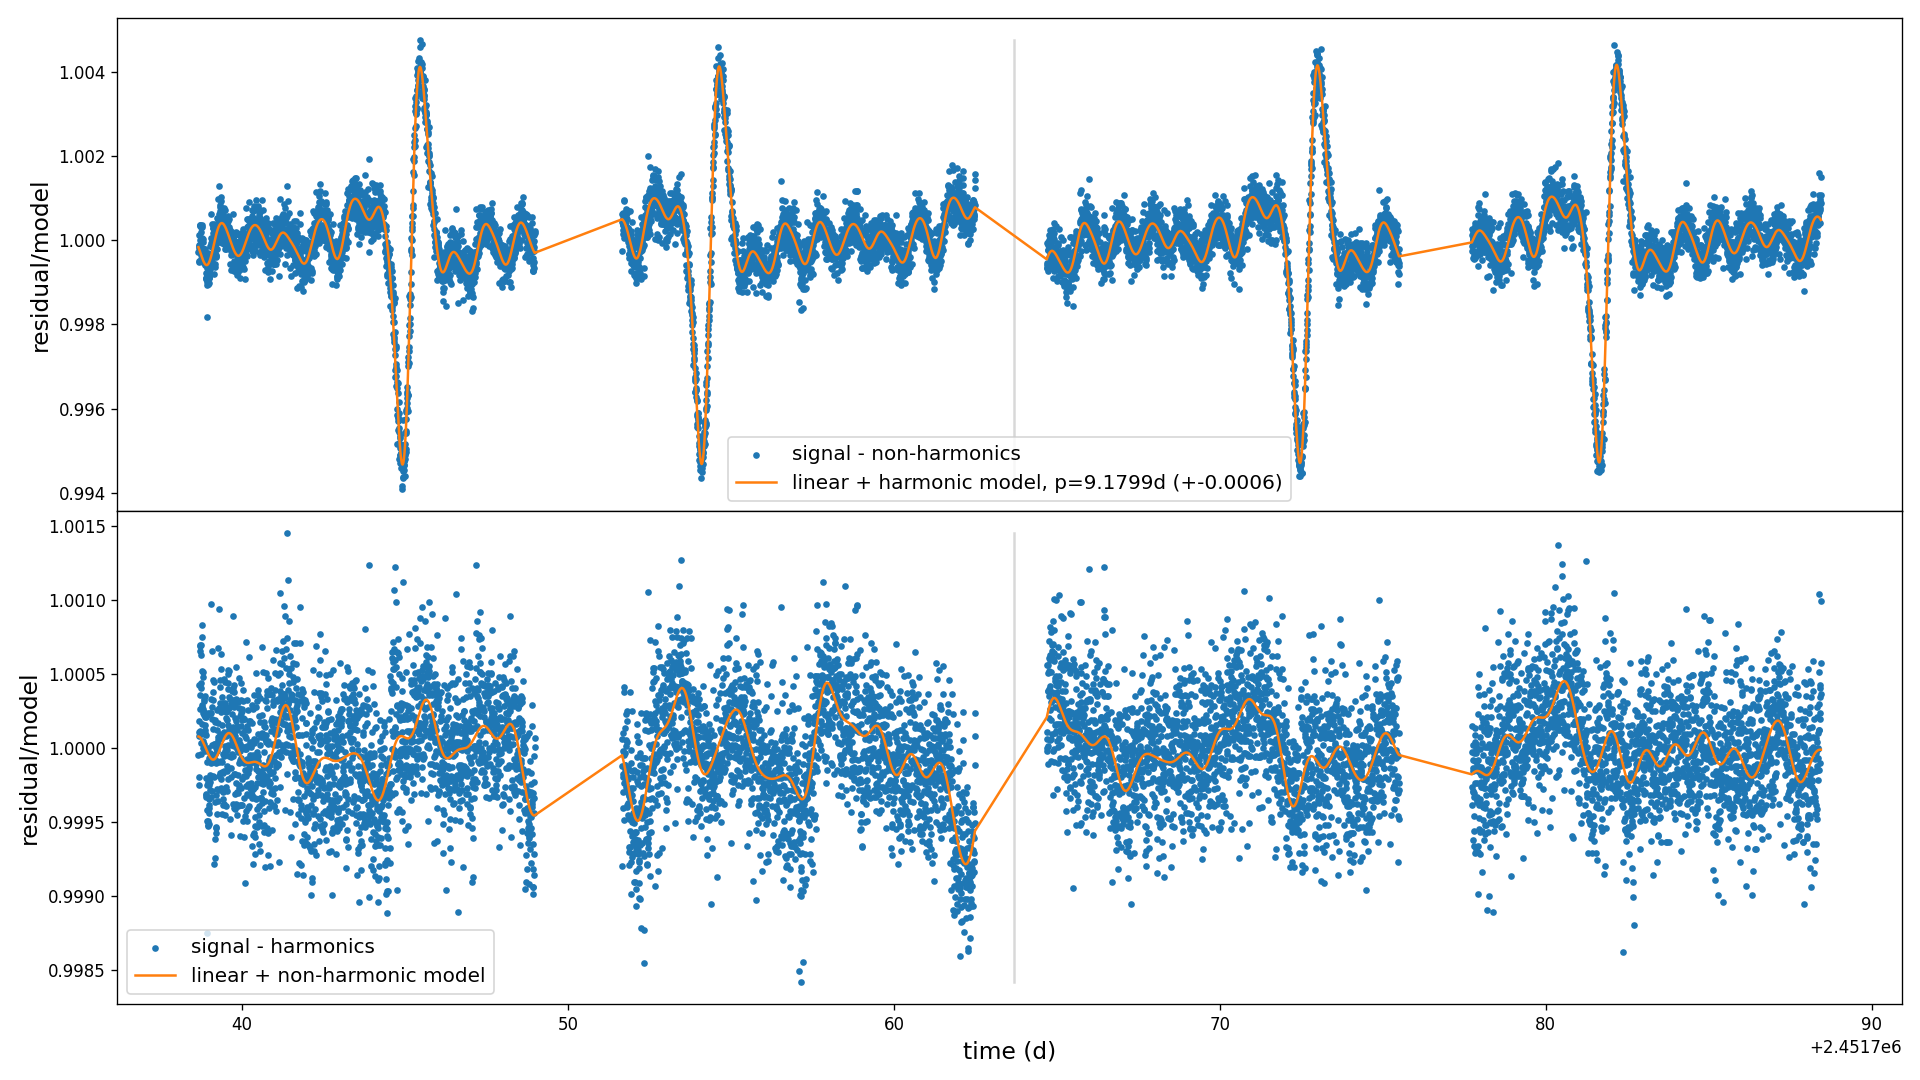 1.004
1.002
1.000
0.998
0.996
0.994
residual/model
signal - non-harmonics
linear + harmonic model, p=9.1799d (+-0.0006)
1.0015
1.0010
1.0005
1.0000
0.9995
0.9990
0.9985
residual/model
signal - harmonics
linear + non-harmonic model
40 50 60 70 80 90
time (d)
+2.4517e6